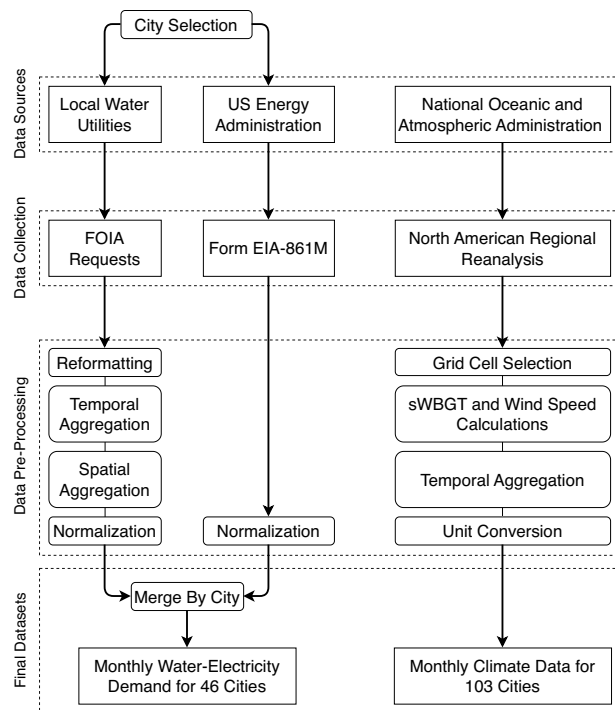 City Selection
Data Sources
Local Water
Utilities
US Energy
Administration
National Oceanic and
Atmospheric Administration
Data Collection
FOIA
Requests
Form EIA-861M
North American Regional
Reanalysis
Data Pre-Processing
Reformatting
Temporal
Aggregation
Spatial
Aggregation
Normalization
Normalization
Grid Cell Selection
sWBGT and Wind Speed
Calculations
Temporal Aggregation
Unit Conversion
Final Datasets
Merge By City
Monthly Water-Electricity
Demand for 46 Cities
Monthly Climate Data for
103 Cities